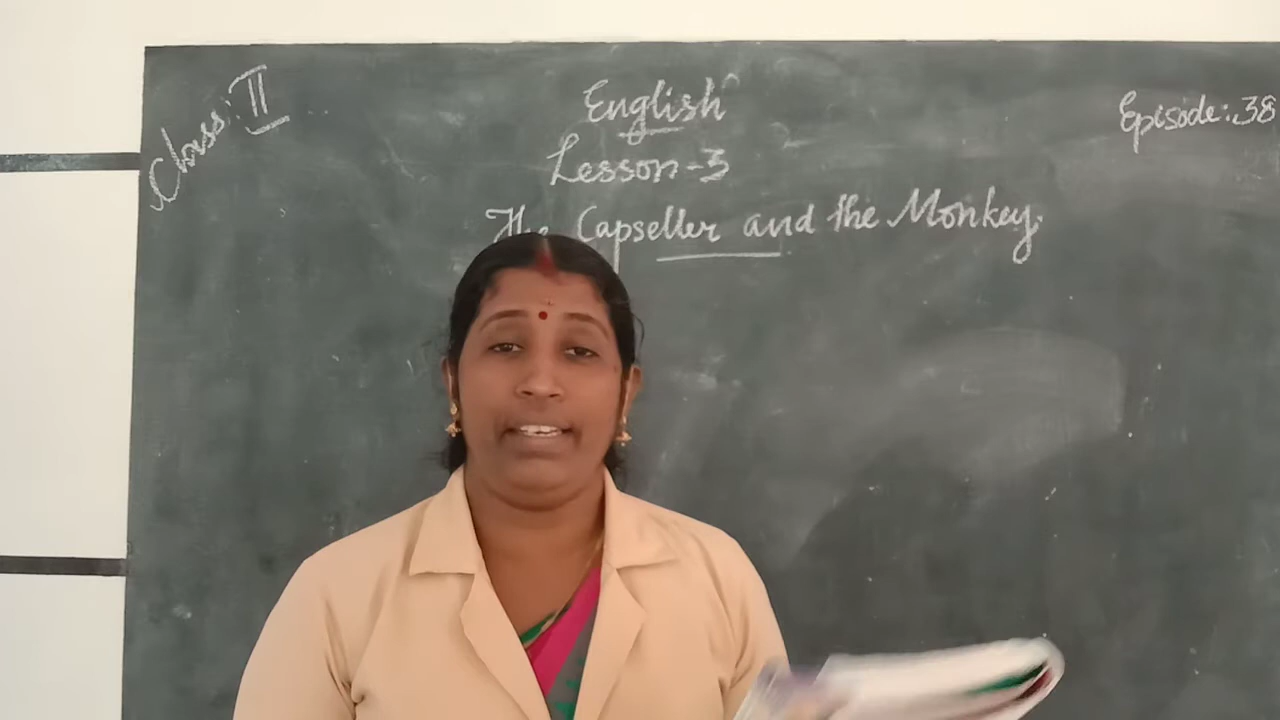 Class: II
English
Episode: 38
Lesson-3
The Capseller and the Monkey.